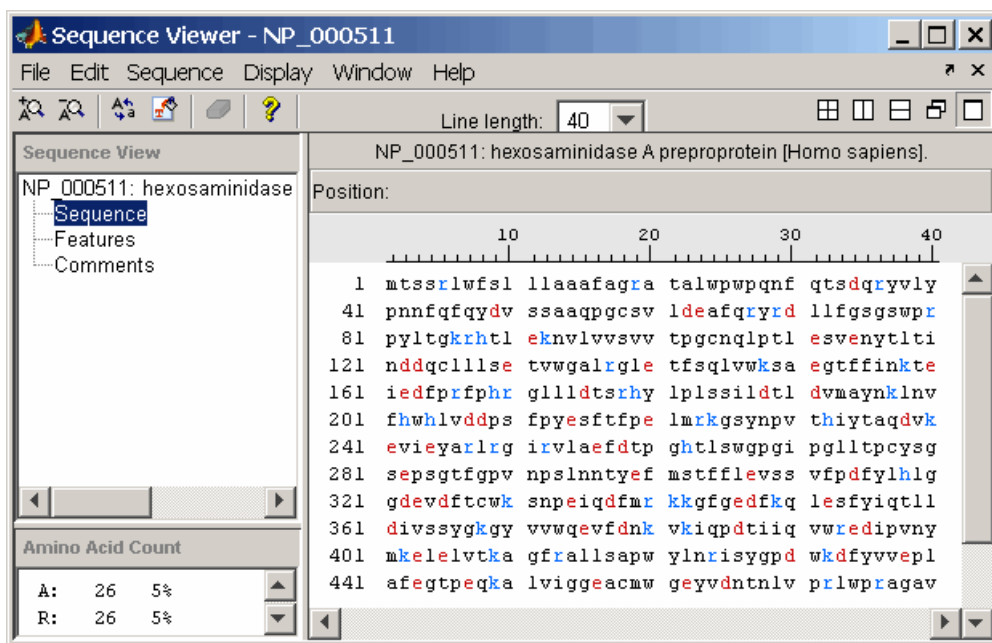 Sequence Viewer - NP_000511
File Edit Sequence Display Window Help
Line length: 40
Sequence View
NP_000511: hexosaminidase A preproprotein [Homo sapiens].
NP_000511: hexosaminidase
Sequence
Features
Comments
Position:
10 20 30 40
1 mtssrlwfsl llaaafagra talwpwpqnf qtsdqryvly
41 pnnfqfqydv ssaaqpgcsv ldeafqryrd llfgsgswpr
81 pyltgkrhtl eknvlvvsvv tpgcnqlptl esvenytlti
121 nddqclllse tvwgalrgle tfsqlvwksa egtffinkte
161 iedfprfphr gllldtsrhy lplssildtl dvmaynklnv
201 fhwhlvddps fpyesftfpe lmrkgsynpv thiytaqdvk
241 evieyarlrg irvlaefdtp ghtlswgpgi pglltpcysg
281 sepsgtfgpv npslnntyef mstfflevss vfpdfylhlg
321 gdevdftcwk snpeiqdfmr kkgfgedfkq lesfyiqtll
361 divssygkgy vvwqevfdnk vkiqpdtiiq vwredipvny
401 mkelelvtka gfrallsapw ylnrisygpd wkdfyvvepl
441 afegtpeqka lviggeacmw geyvdntnlv prlwpragav
Amino Acid Count
A: 26 5%
R: 26 5%